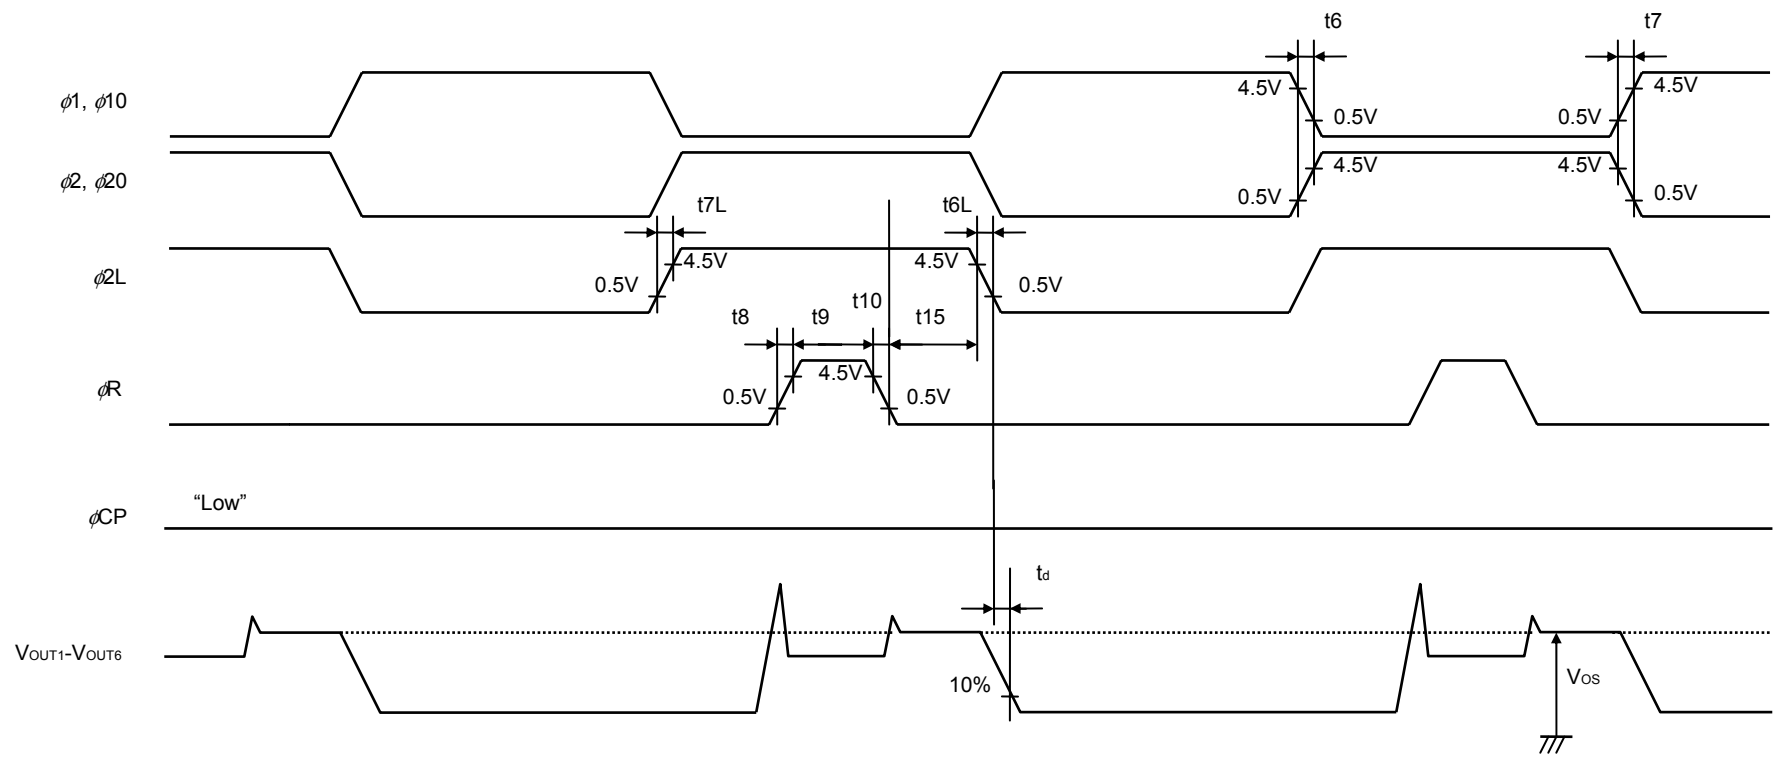 t6 t7
ϕ1, ϕ10 4.5V 0.5V 0.5V 4.5V
ϕ2, ϕ20 0.5V 4.5V 4.5V 0.5V
t7L t6L
ϕ2L 0.5V 4.5V 4.5V 0.5V
t8 t9 t10 t15
ϕR 0.5V 4.5V 0.5V
ϕCP “Low”
td
VOUT1-VOUT6 10% VOS